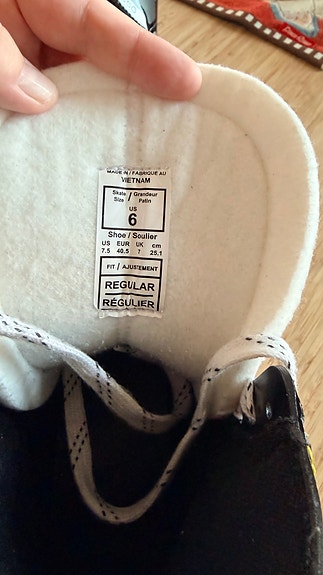 MADE IN / FABRIQUÉ AU
VIETNAM
Skate / Grandeur
Size Patin
US
6
Shoe / Soulier
US EUR UK cm
7.5 40.5 7 25,1
FIT / AJUSTEMENT
REGULAR
RÉGULIER